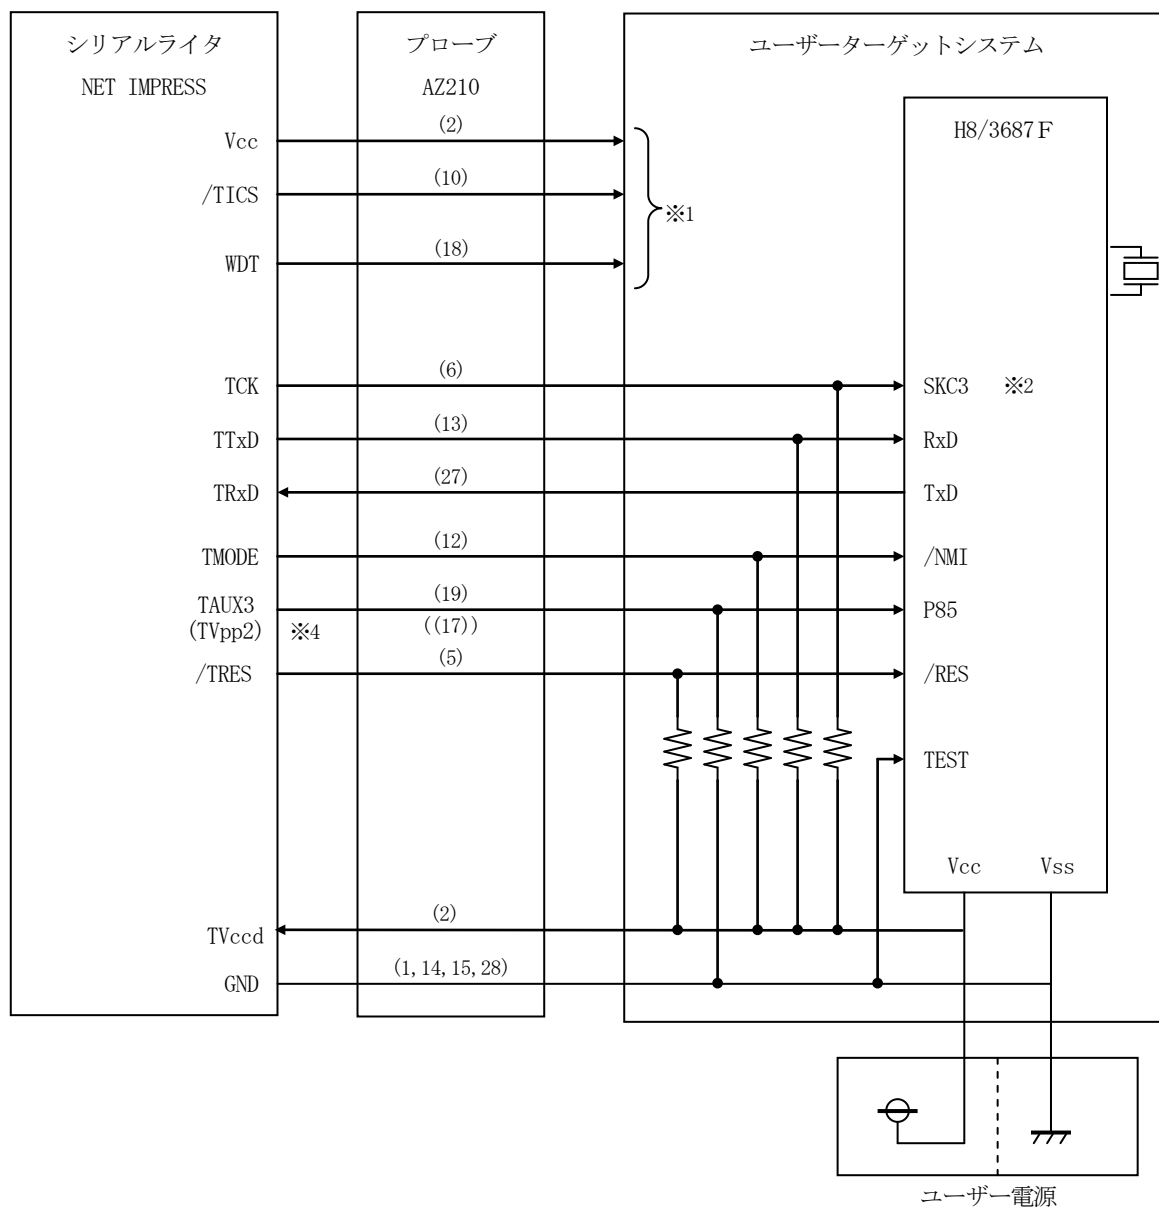 シリアルライタ
NET IMPRESS
プローブ
AZ210
ユーザーターゲットシステム
H8/3687F
Vcc
(2)
/TICS
(10)
※1
WDT
(18)
TCK
(6)
SKC3
※2
TTxD
(13)
RxD
TRxD
(27)
TxD
TMODE
(12)
/NMI
TAUX3
(19)
P85
(TVpp2)
※4
((17))
/TRES
(5)
/RES
TEST
Vcc
Vss
TVccd
(2)
GND
(1,14,15,28)
ユーザー電源